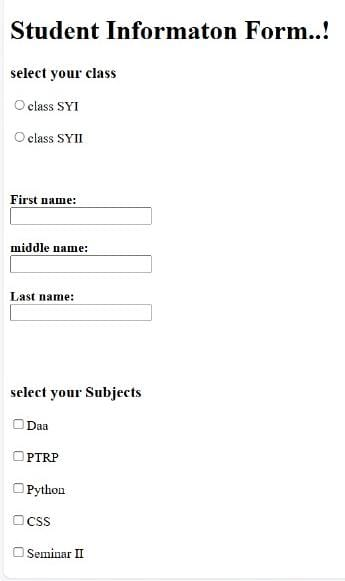 Student Informaton Form..!
select your class
class SYI
class SYII
First name:
middle name:
Last name:
select your Subjects
Daa
PTRP
Python
CSS
Seminar II